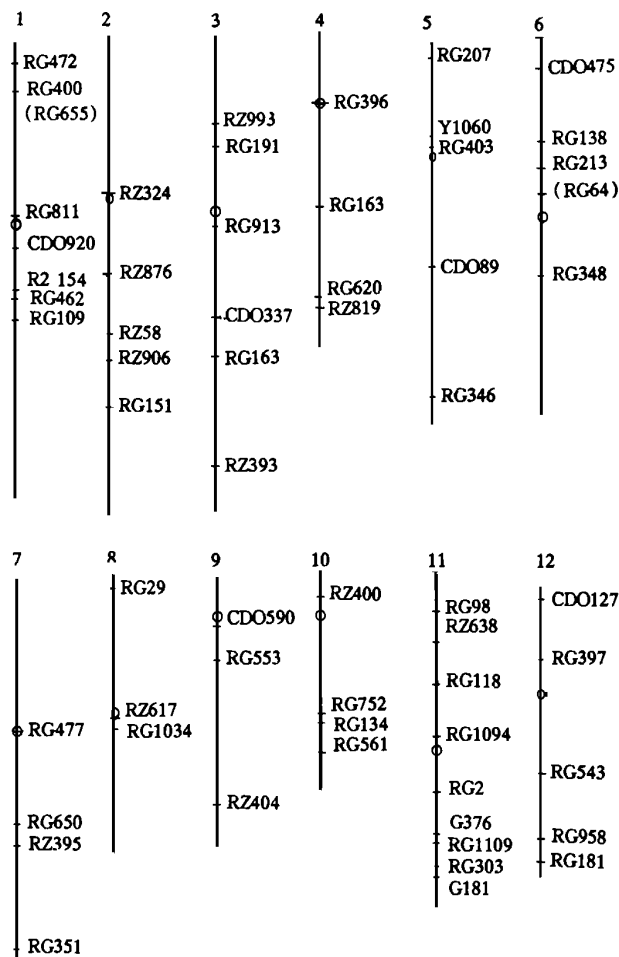 1
RG472
RG400
(RG655)
RG811
CDO920
R2 154
RG462
RG109
2
RZ324
RZ876
RZ58
RZ906
RG151
3
RZ993
RG191
RG913
CDO337
RG163
RZ393
4
RG396
RG163
RG620
RZ819
5
RG207
Y1060
RG403
CDO89
RG346
6
CDO475
RG138
RG213
(RG64)
RG348
7
RG477
RG650
RZ395
RG351
8
RG29
RZ617
RG1034
9
CDO590
RG553
RZ404
10
RZ400
RG752
RG134
RG561
11
RG98
RZ638
RG118
RG1094
RG2
G376
RG1109
RG303
G181
12
CDO127
RG397
RG543
RG958
RG181